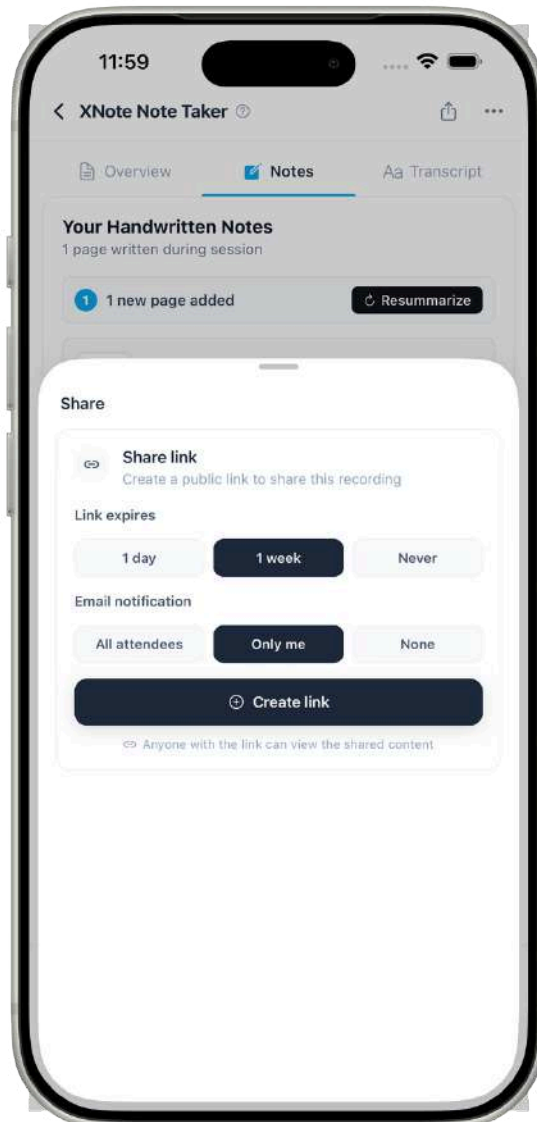 11:59
XNote Note Taker
Overview Notes Aa Transcript
Your Handwritten Notes
1 page written during session
1 1 new page added Resummarize
Share
Share link
Create a public link to share this recording
Link expires
1 day 1 week Never
Email notification
All attendees Only me None
Create link
Anyone with the link can view the shared content